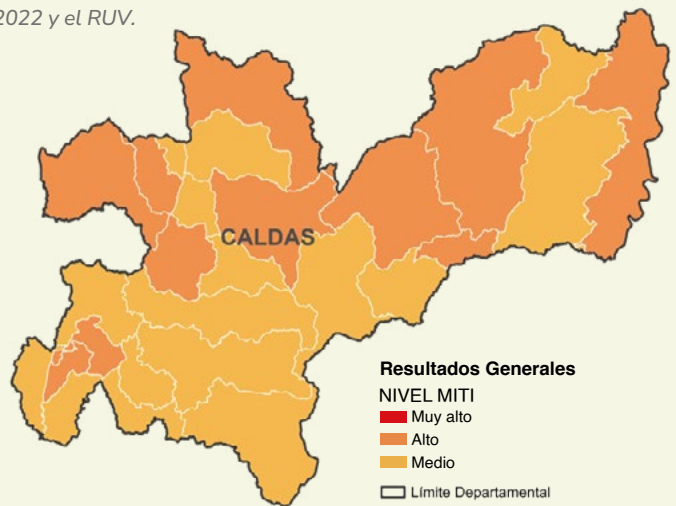 2022 y el RUV.
CALDAS
Resultados Generales
NIVEL MITI
Muy alto
Alto
Medio
Límite Departamental